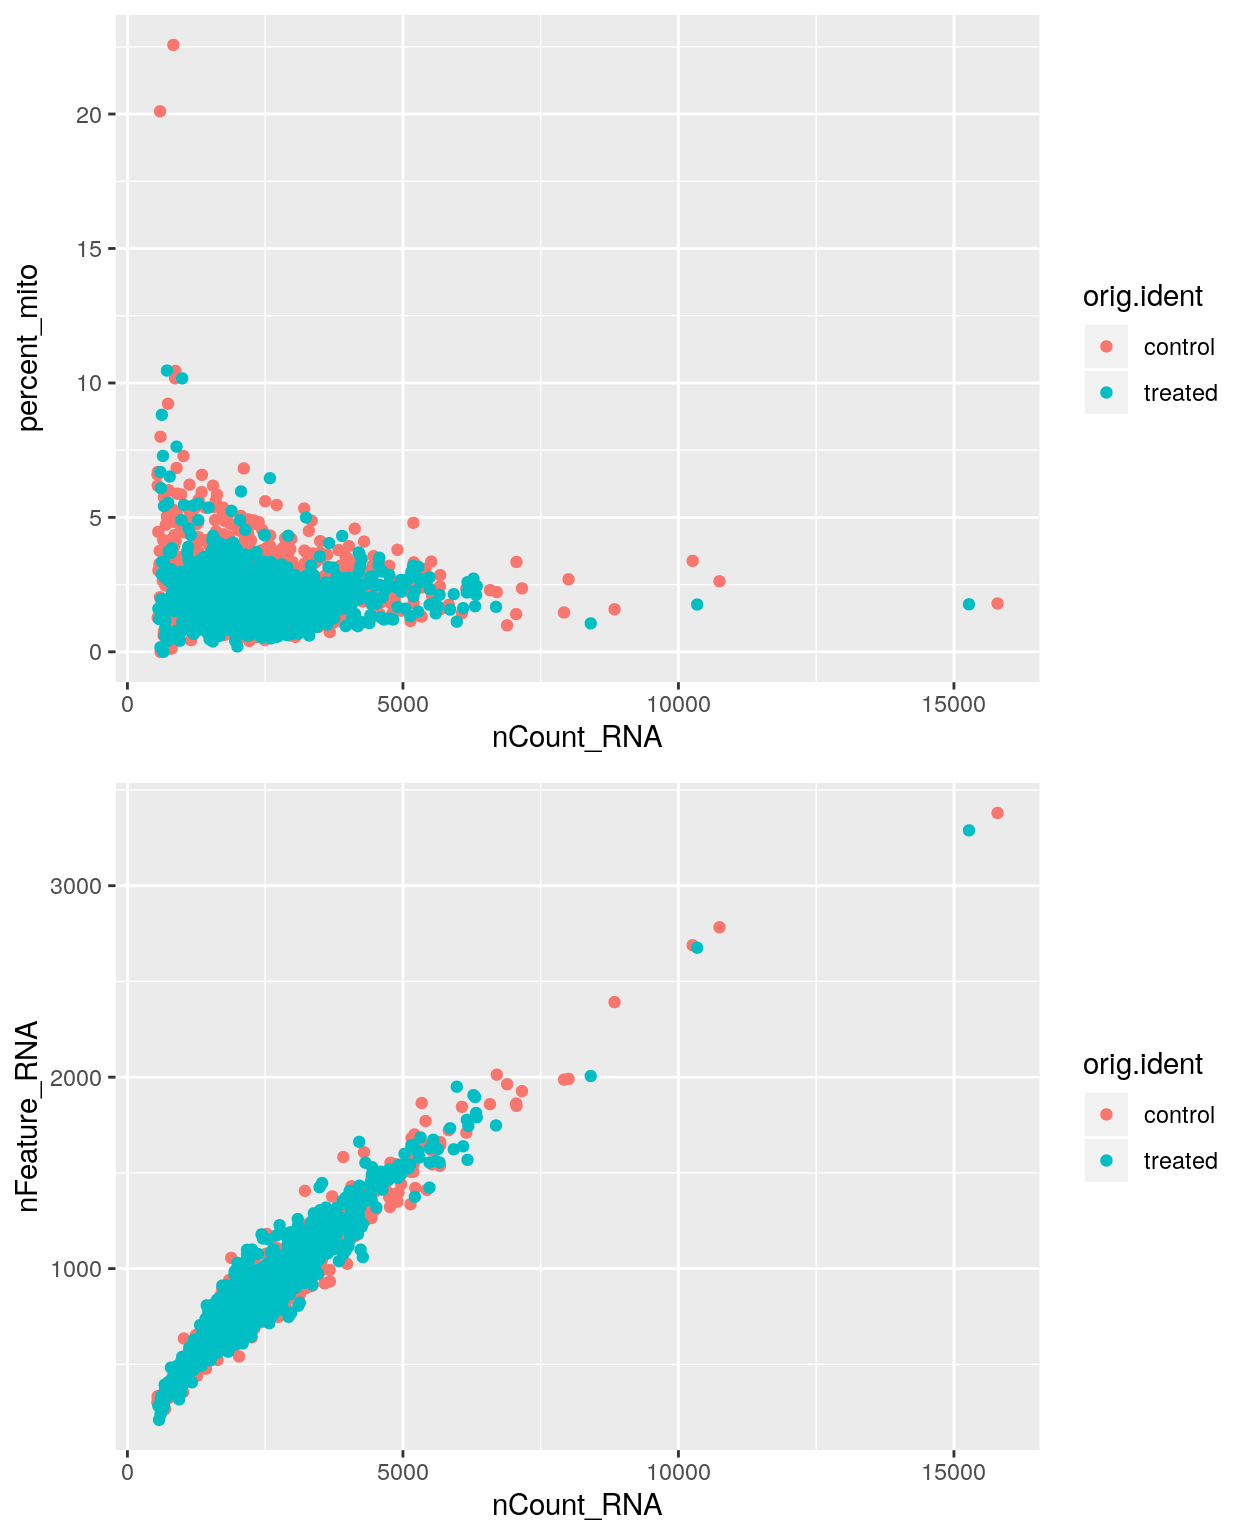 percent_mito
20
15
10
5
0
0 5000 10000 15000
nCount_RNA
orig.ident
control
treated
nFeature_RNA
3000
2000
1000
0 5000 10000 15000
nCount_RNA
orig.ident
control
treated